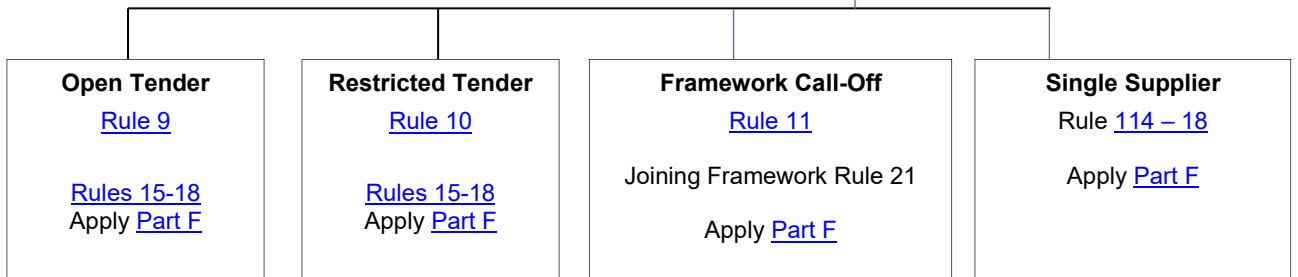 Open Tender
Rule 9
Rules 15-18
Apply Part F
Restricted Tender
Rule 10
Rules 15-18
Apply Part F
Framework Call-Off
Rule 11
Joining Framework Rule 21
Apply Part F
Single Supplier
Rule 114 – 18
Apply Part F